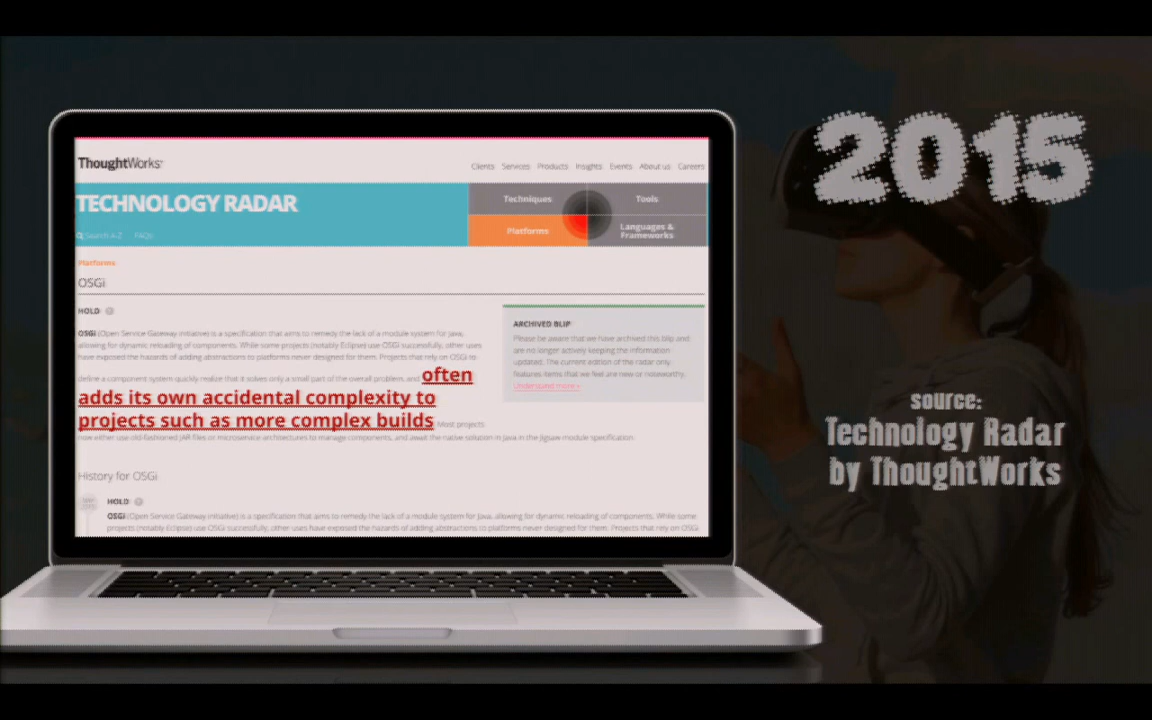 2015
ThoughtWorks
Clients Services Products Insights Events About us Careers
TECHNOLOGY RADAR
Techniques
Tools
Search A-Z FAQs
Platforms
Languages &
Frameworks
Platforms
OSGi
HOLD ?
OSGi (Open Service Gateway initiative) is a specification that aims to remedy the lack of a module system for Java,
allowing for dynamic reloading of components. While some projects (notably Eclipse) use OSGi successfully, other uses
have exposed the hazards of adding abstractions to platforms never designed for them. Projects that rely on OSGi to
define a component system quickly realize that it solves only a small part of the overall problem, and often
adds its own accidental complexity to
projects such as more complex builds Most projects
now either use old-fashioned JAR files or microservice architectures to manage components, and await the native solution in Java in the Jigsaw module specification.
ARCHIVED BLIP
Please be aware that we have archived this blip and
are no longer actively keeping the information
updated. The current edition of the radar only
features items that we feel are new or noteworthy.
Understand more»
History for OSGi
MAY
2015
HOLD ?
OSGi (Open Service Gateway initiative) is a specification that aims to remedy the lack of a module system for Java, allowing for dynamic reloading of components. While some
projects (notably Eclipse) use OSGi successfully, other uses have exposed the hazards of adding abstractions to platforms never designed for them. Projects that rely on OSGi
source:
Technology Radar
by ThoughtWorks